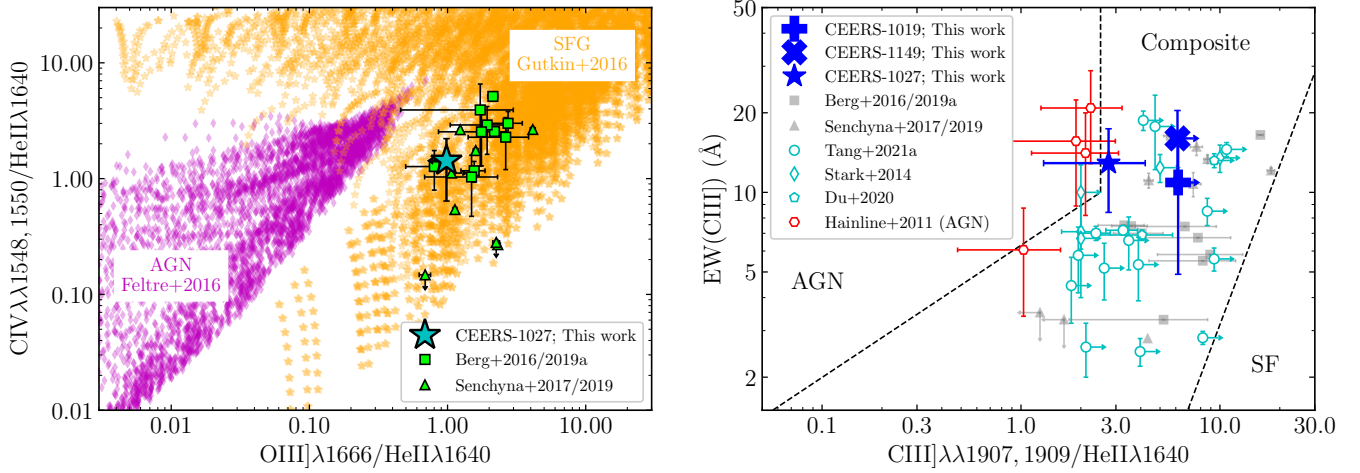 CIVλλ1548, 1550/HeIIλ1640
10.00
1.00
0.10
0.01
SFG
Gutkin+2016
AGN
Feltre+2016
CEERS-1027; This work
Berg+2016/2019a
Senchyna+2017/2019
0.01
0.10
1.00
10.00
OIII]λ1666/HeIIλ1640
EW(CIII]) (Å)
50
20
10
5
2
CEERS-1019; This work
CEERS-1149; This work
CEERS-1027; This work
Berg+2016/2019a
Senchyna+2017/2019
Tang+2021a
Stark+2014
Du+2020
Hainline+2011 (AGN)
Composite
AGN
SF
0.1
0.3
1.0
3.0
10.0
30.0
CIII]λλ1907, 1909/HeIIλ1640